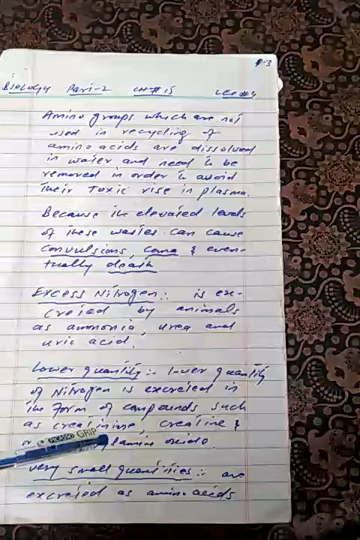 P-3
Biology Part-2 CH#15 Lec#4
Amino groups which are not
used in recycling of
amino acids are dissolved
in water and need to be
removed in order to avoid
their toxic rise in plasma.
Because the elevated levels
of these wastes can cause
convulsions, coma & even-
tually death
Excess Nitrogen:- is ex-
creted by animals
as ammonia, urea and
uric acid.
Lower quantity:- lower quantity
of Nitrogen is excreted in
the form of compounds such
as creatinine, creatine &
acids
GRIP
very small quantities:- are
excreted as amino acids